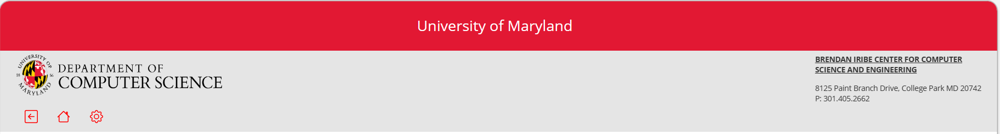 University of Maryland
UNIVERSITY OF
18 56
MARYLAND
DEPARTMENT OF
COMPUTER SCIENCE
BRENDAN IRIBE CENTER FOR COMPUTER
SCIENCE AND ENGINEERING
8125 Paint Branch Drive, College Park MD 20742
P: 301.405.2662